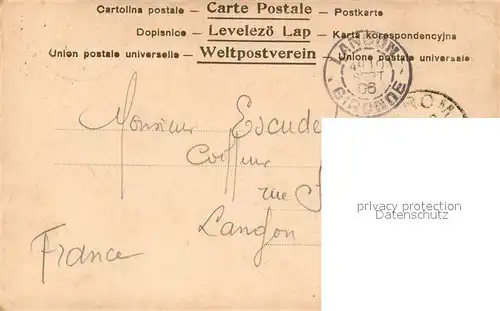 Cartolina postale — Carte Postale — Postkarte
Dopisnice — Levelező Lap — Karta korespondencyjna
Union postale universelle — Weltpostverein — Unione postale universale
LANGON
GIRONDE
06
Monsieur Escude
Coiffeur
rue
Langon
France
privacy protection
Datenschutz